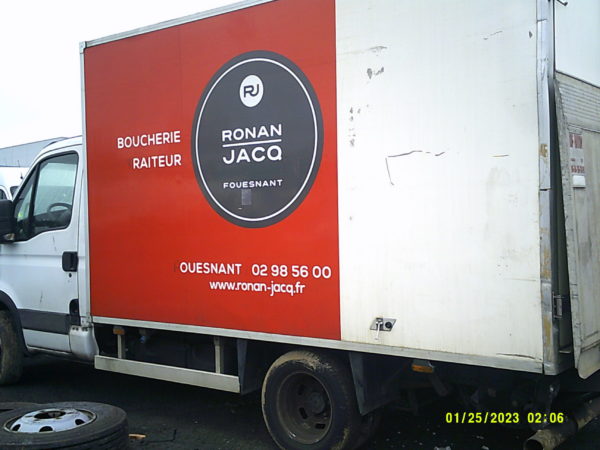 BOUCHERIE
RAITEUR
RJ
RONAN
JACQ
FOUESNANT
OUESNANT 02 98 56 00
www.ronan-jacq.fr
01/25/2023 02:06